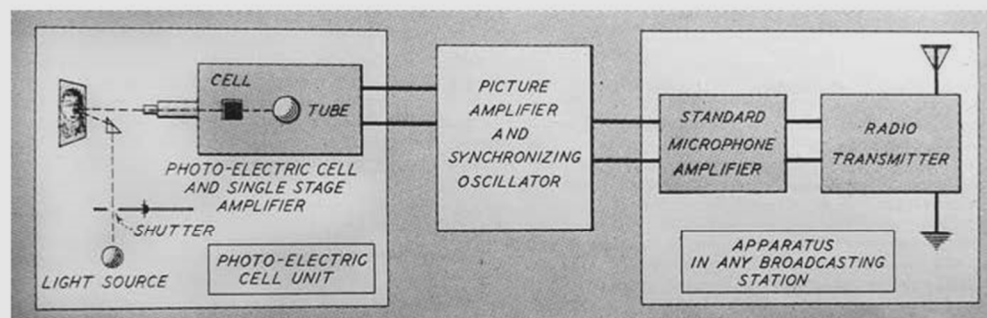 CELL
TUBE
PHOTO-ELECTRIC CELL
AND SINGLE STAGE
AMPLIFIER
SHUTTER
LIGHT SOURCE
PHOTO-ELECTRIC
CELL UNIT
PICTURE
AMPLIFIER
AND
SYNCHRONIZING
OSCILLATOR
STANDARD
MICROPHONE
AMPLIFIER
RADIO
TRANSMITTER
APPARATUS
IN ANY BROADCASTING
STATION